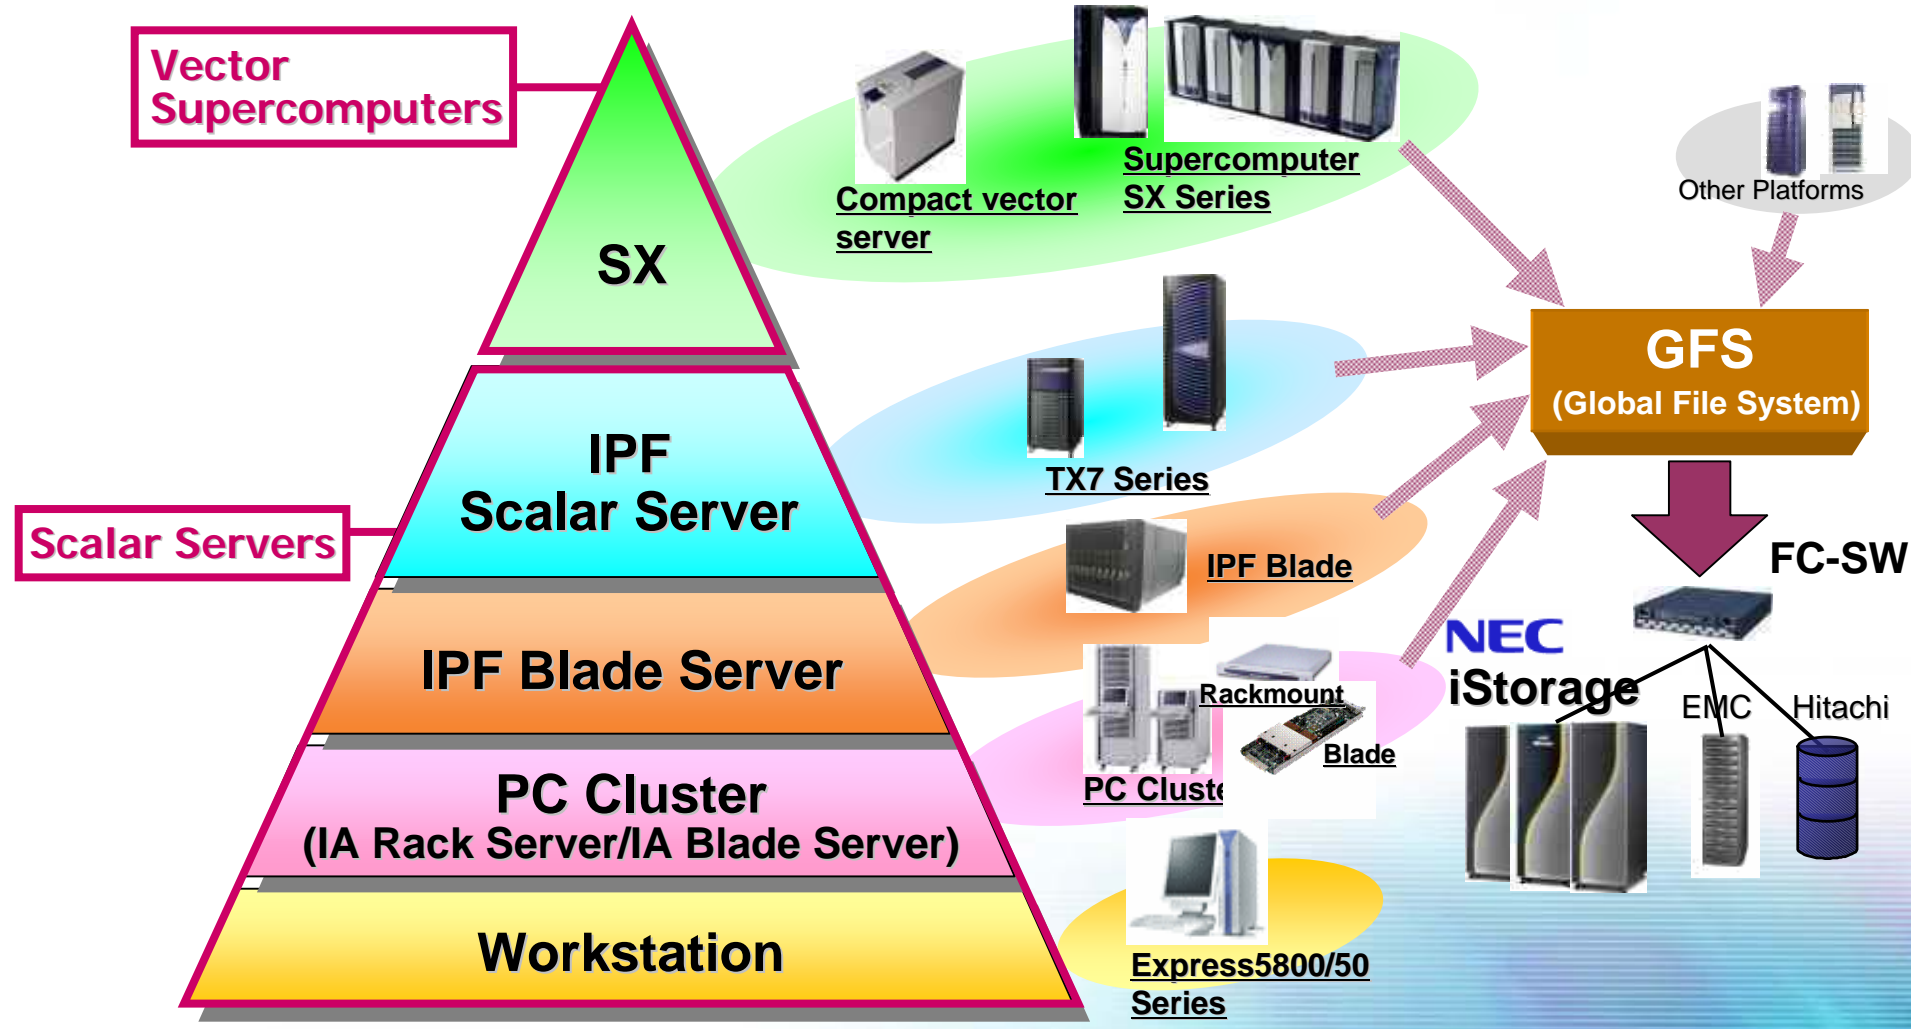 Vector
Supercomputers
SX
Scalar Servers
IPF
Scalar Server
IPF Blade Server
PC Cluster
(IA Rack Server/IA Blade Server)
Workstation
Compact vector
server
Supercomputer
SX Series
TX7 Series
IPF Blade
Rackmount
Blade
PC Cluste
Express5800/50
Series
Other Platforms
GFS
(Global File System)
FC-SW
NEC
iStorage
EMC
Hitachi